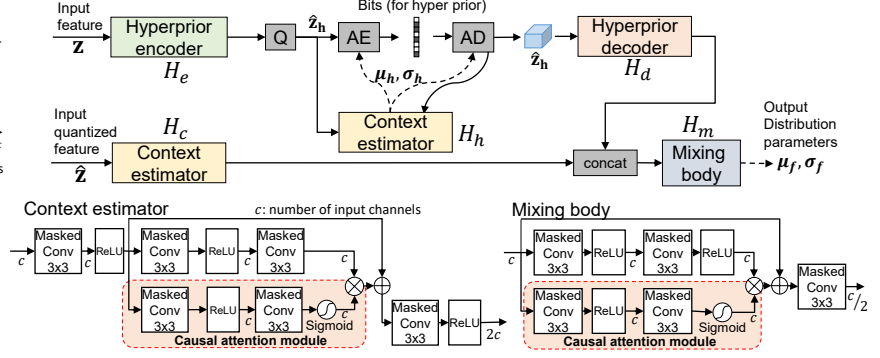 Input
feature
Z
Hyperprior
encoder
H_e
Q
ẑ_h
AE
Bits (for hyper prior)
AD
ẑ_h
Hyperprior
decoder
H_d
μ_h, σ_h
Context
estimator
H_h
Input
quantized
feature
Ẑ
H_c
Context
estimator
concat
H_m
Mixing
body
Output
Distribution
parameters
μ_f, σ_f
s
Context estimator
c: number of input channels
c
Masked
Conv
3x3
c
ReLU
Masked
Conv
3x3
ReLU
c
Masked
Conv
3x3
c
Masked
Conv
3x3
ReLU
c
Masked
Conv
3x3
Sigmoid
c
Causal attention module
Masked
Conv
3x3
c
ReLU
2c
Mixing body
c
Masked
Conv
3x3
c
ReLU
Masked
Conv
3x3
c
ReLU
c
Masked
Conv
3x3
ReLU
c
Masked
Conv
3x3
Sigmoid
c
Causal attention module
Masked
Conv
3x3
c/2